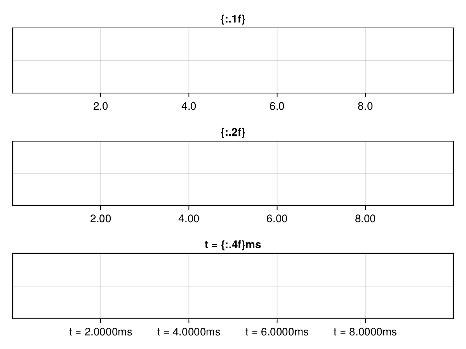 {:.1f}
2.0 4.0 6.0 8.0
{:.2f}
2.00 4.00 6.00 8.00
t = {:.4f}ms
t = 2.0000ms t = 4.0000ms t = 6.0000ms t = 8.0000ms